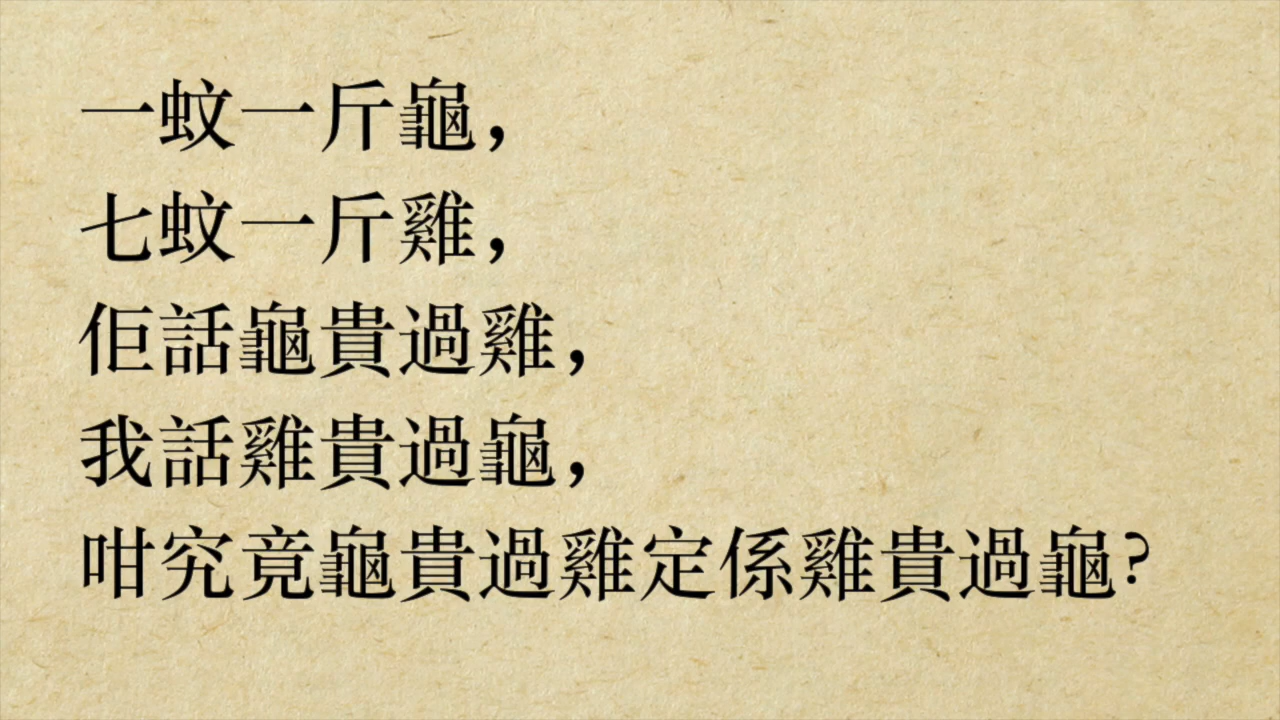 一蚊一斤龜，
七蚊一斤雞，
佢話龜貴過雞，
我話雞貴過龜，
咁究竟龜貴過雞定係雞貴過龜?